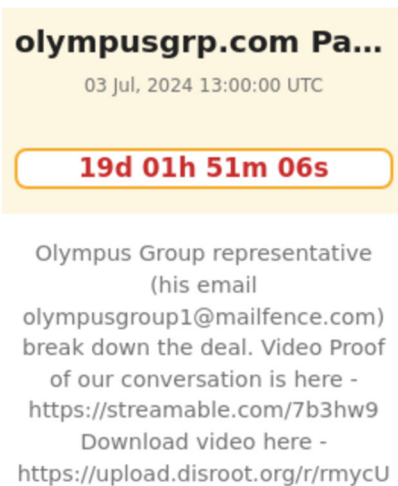 olympusgrp.com Pa...
03 Jul, 2024 13:00:00 UTC
19d 01h 51m 06s
Olympus Group representative
(his email
olympusgroup1@mailfence.com)
break down the deal. Video Proof
of our conversation is here -
https://streamable.com/7b3hw9
Download video here -
https://upload.disroot.org/r/rmycU